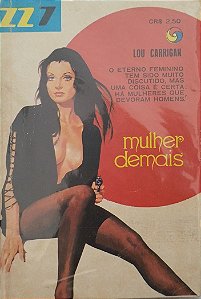 ZZ7
CR$ 2,50
LOU CARRIGAN
O ETERNO FEMININO
TEM SIDO MUITO
DISCUTIDO, MAS
UMA COISA É CERTA
HÁ MULHERES QUE
DEVORAM HOMENS!
mulher
demais